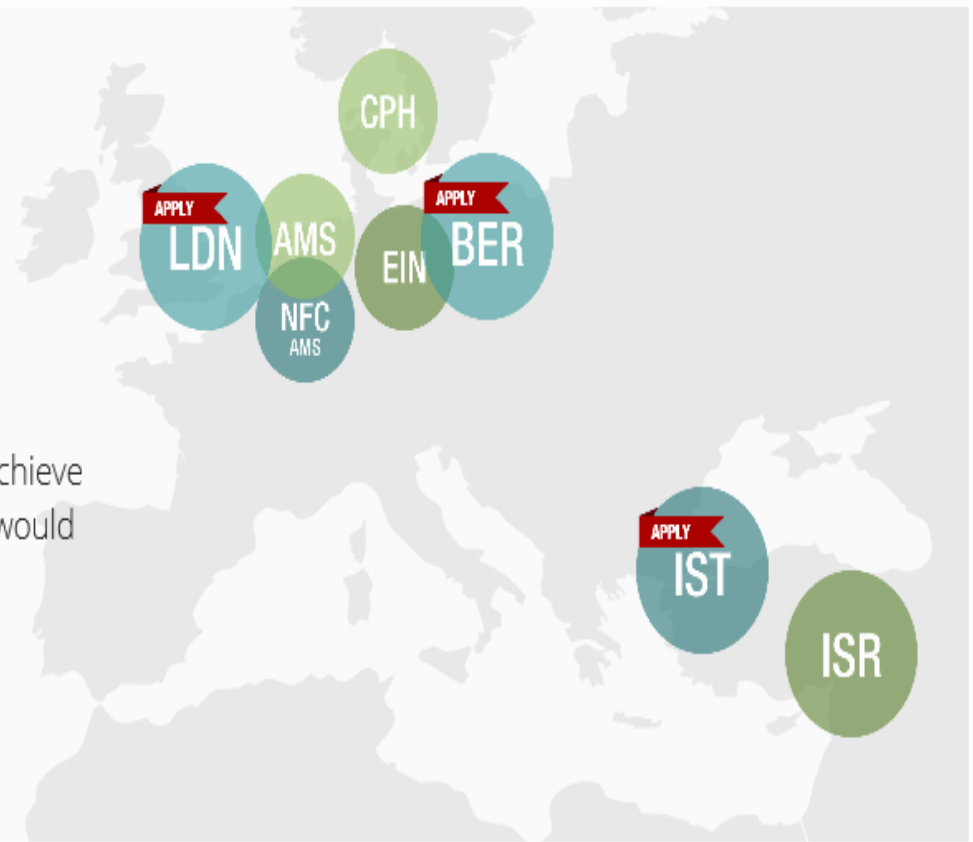 CPH
APPLY
LDN
AMS
EIN
APPLY
BER
NFC
AMS
chieve
would
APPLY
IST
ISR